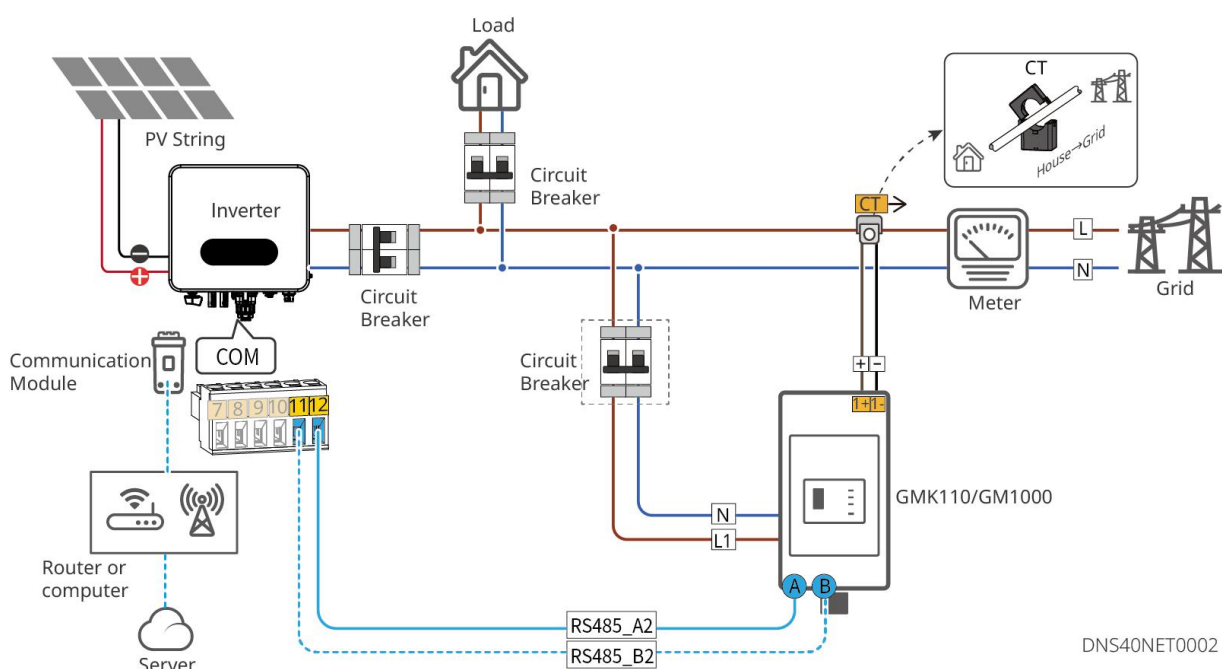 Load
CT
House→Grid
PV String
Circuit
Breaker
Inverter
CT
L
N
Meter
Grid
Circuit
Breaker
Communication
Module
COM
Circuit
Breaker
+ -
7 8 9 10 11 12
1+ 1-
GMK110/GM1000
N
L1
Router or
computer
A B
RS485_A2
RS485_B2
Server
DNS40NET0002